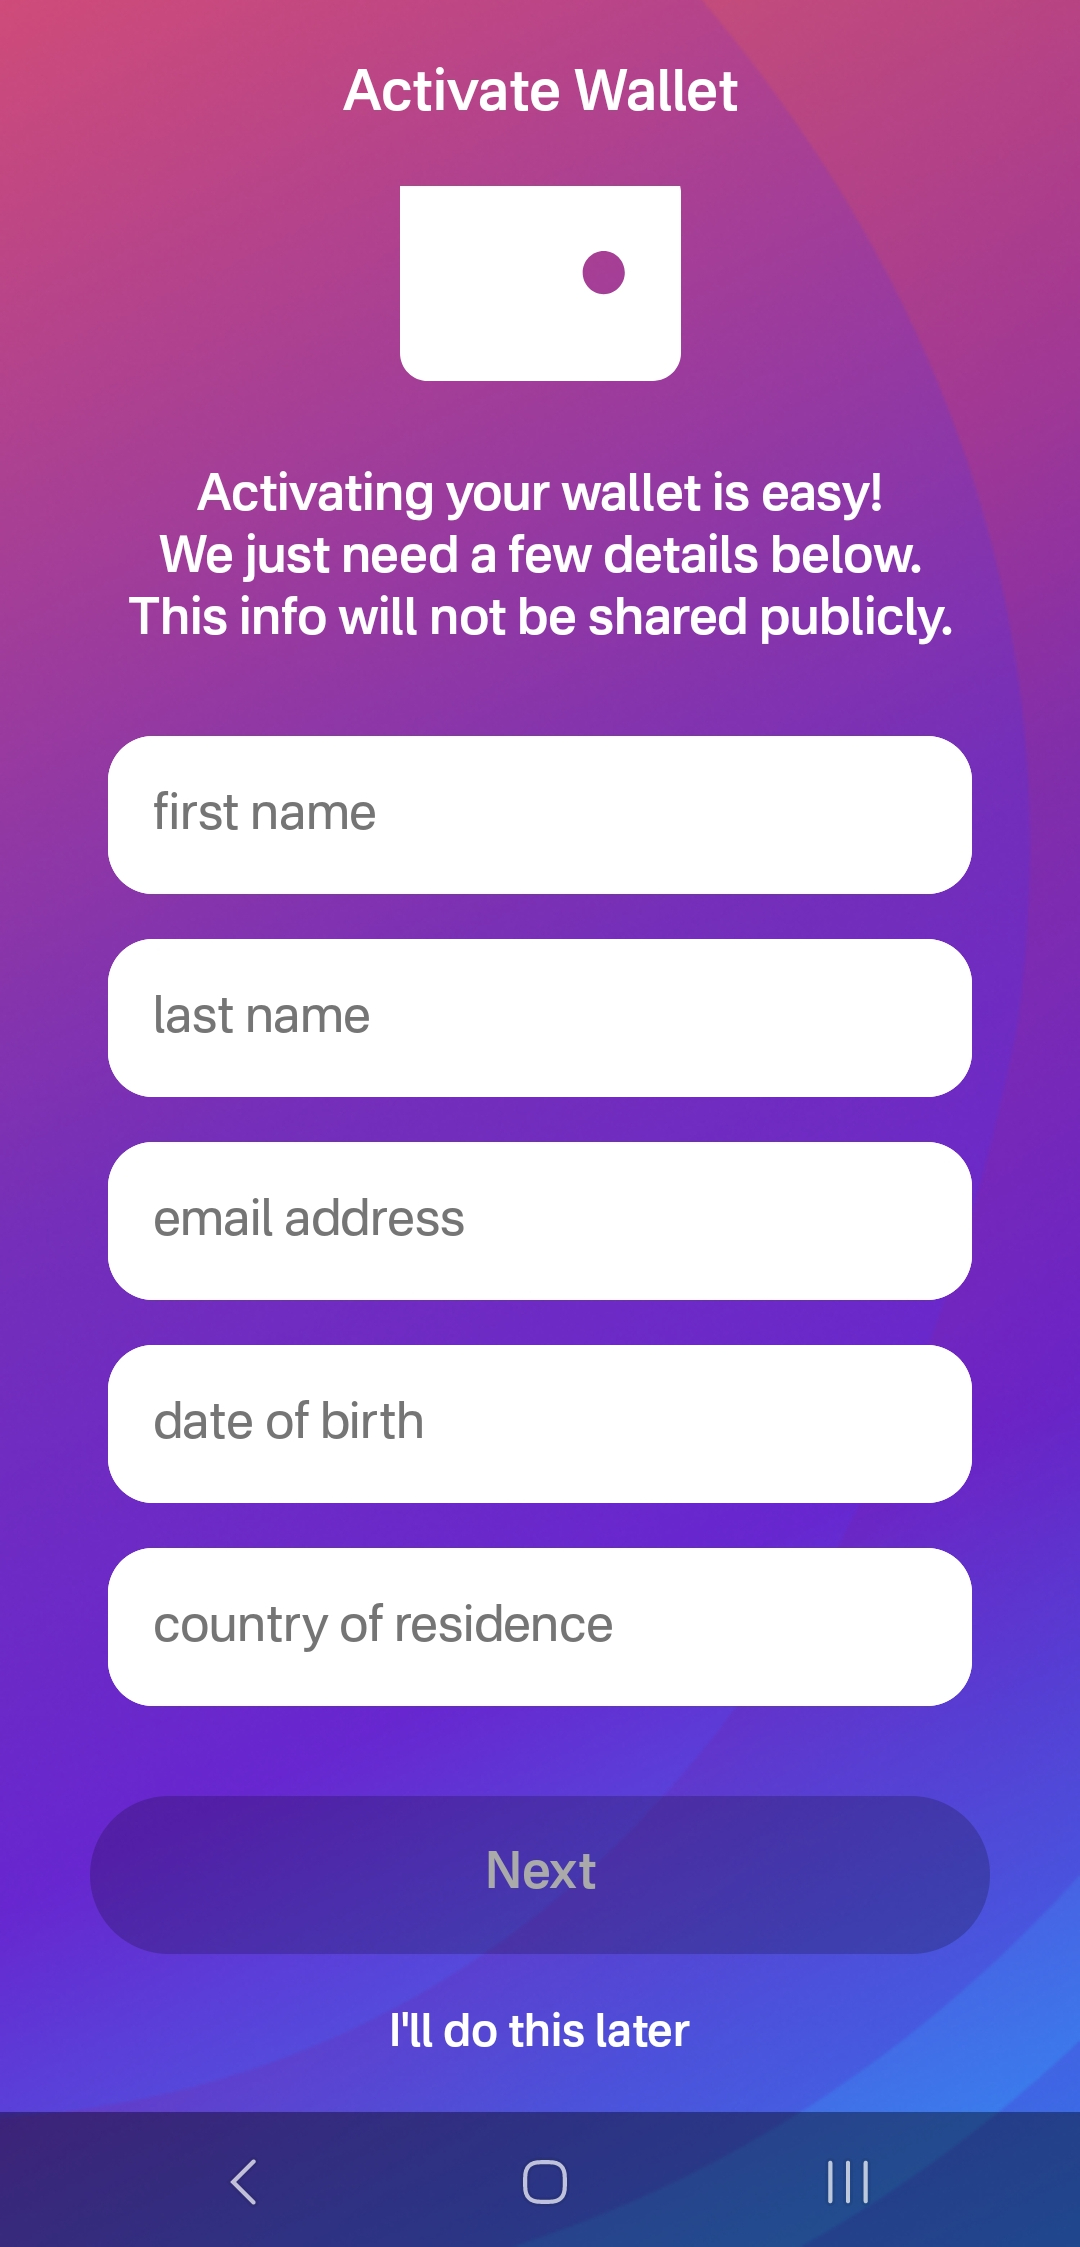 Activate Wallet
Activating your wallet is easy!
We just need a few details below.
This info will not be shared publicly.
first name
last name
email address
date of birth
country of residence
Next
I'll do this later